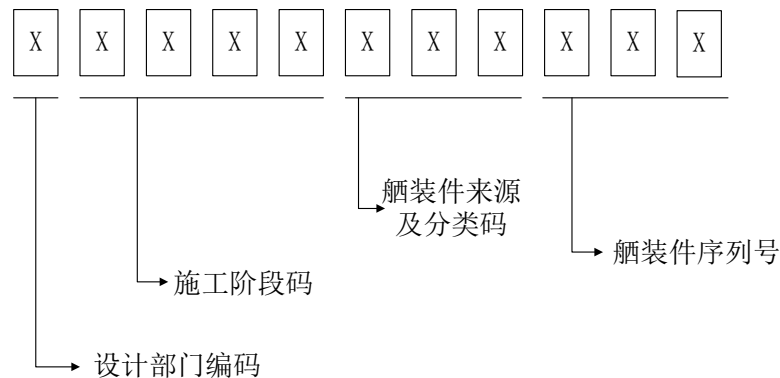 X X X X X X X X X X X
舾装件来源
及分类码
舾装件序列号
施工阶段码
设计部门编码